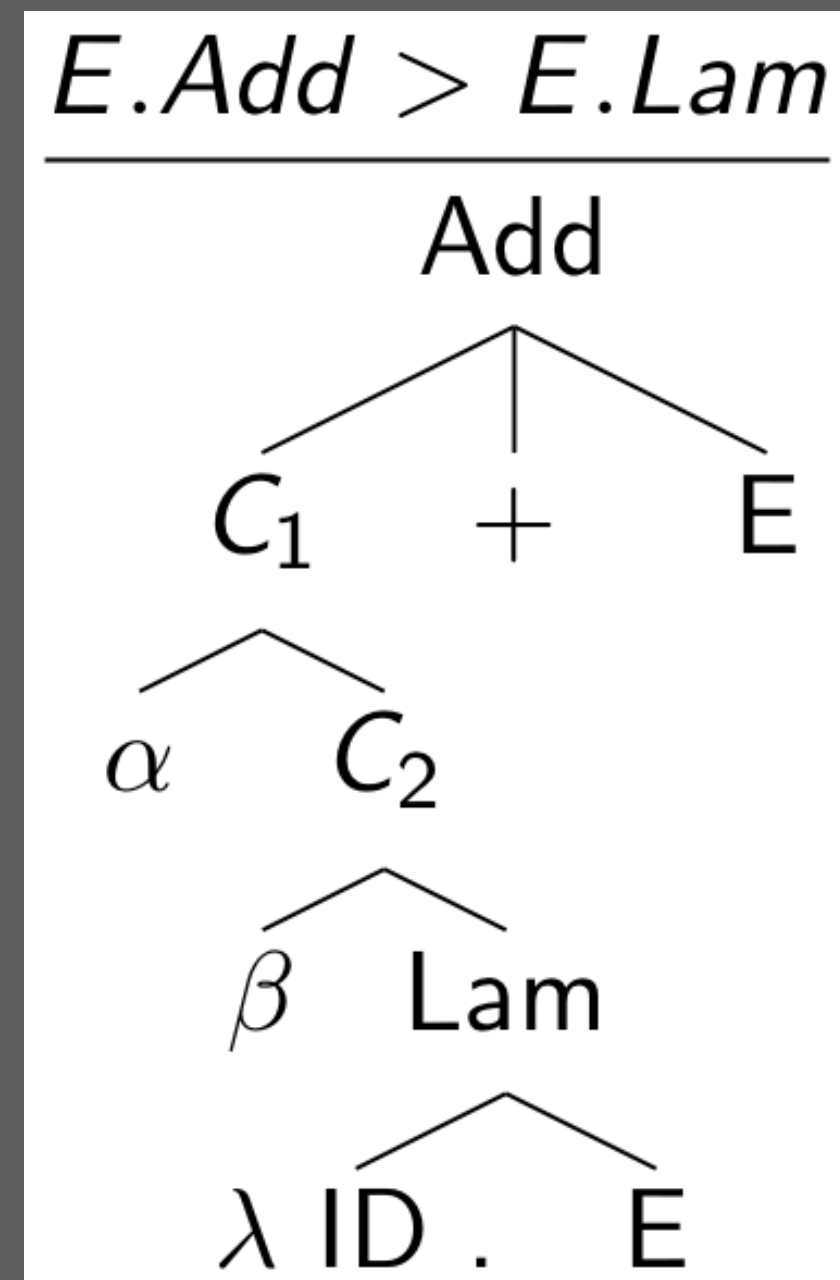 E.Add > E.Lam
Add
C₁ + E
α C₂
β Lam
λ ID . E